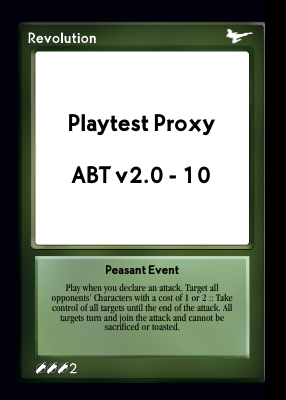 Revolution
Playtest Proxy
ABT v2.0 - 10
Peasant Event
Play when you declare an attack. Target all
opponents' Characters with a cost of 1 or 2 :: Take
control of all targets until the end of the attack. All
targets turn and join the attack and cannot be
sacrificed or toasted.
2